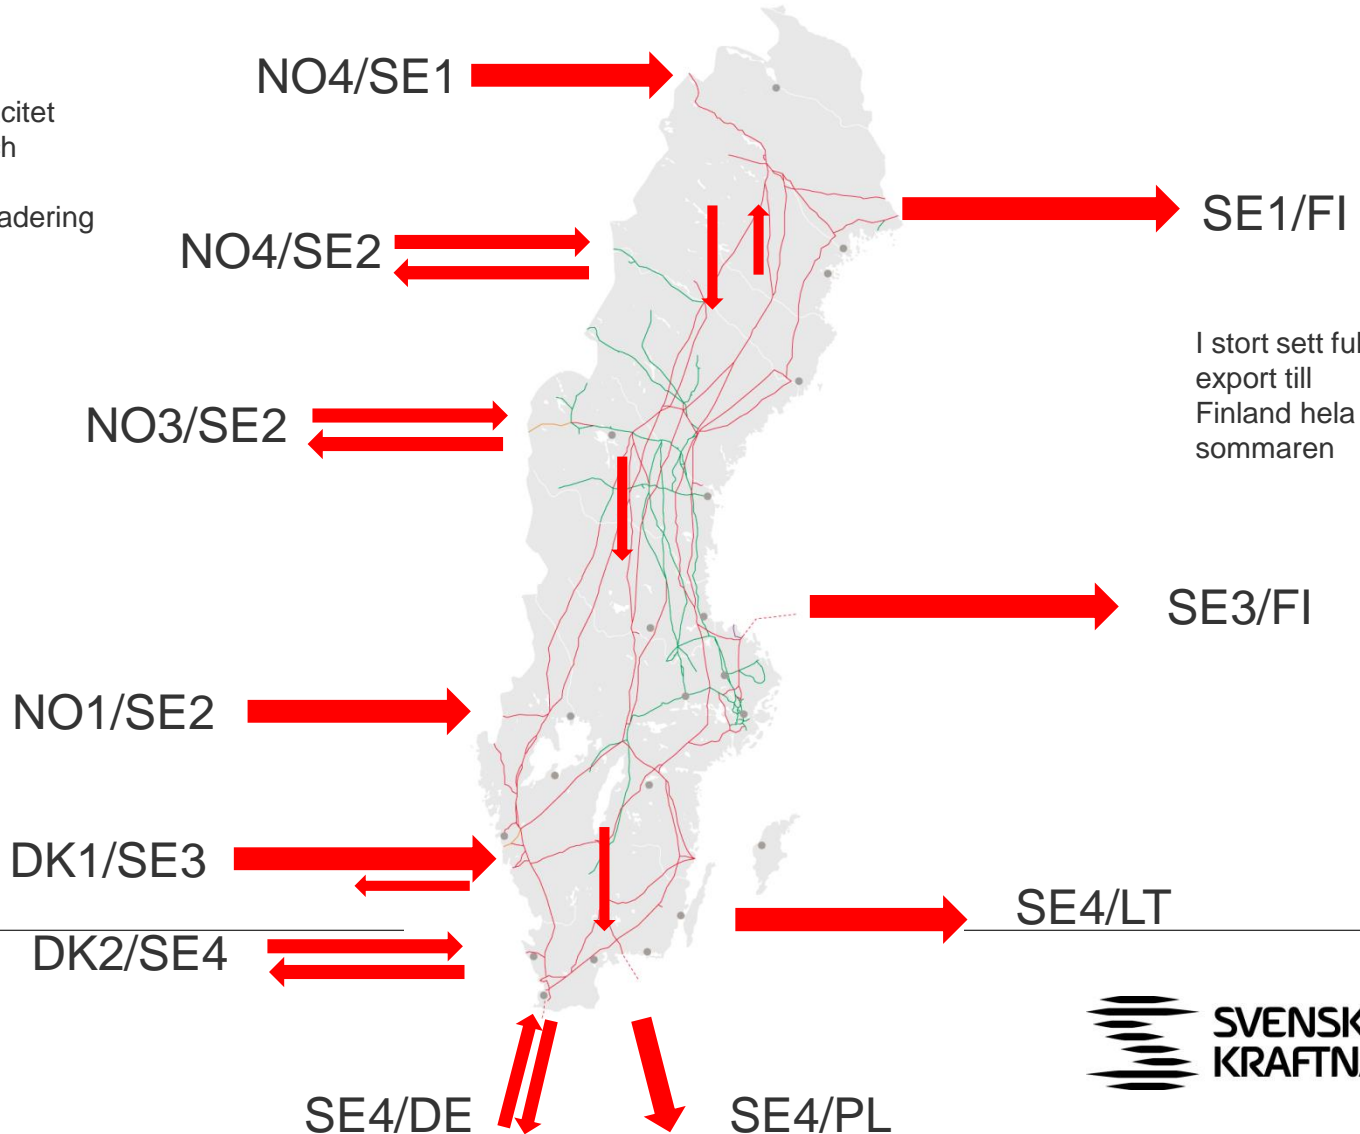 citet
h
adering
NO4/SE1
NO4/SE2
NO3/SE2
NO1/SE2
DK1/SE3
DK2/SE4
SE4/DE
SE4/PL
SE4/LT
SE3/FI
SE1/FI
I stort sett ful
export till
Finland hela
sommaren
SVENSK
KRAFTN